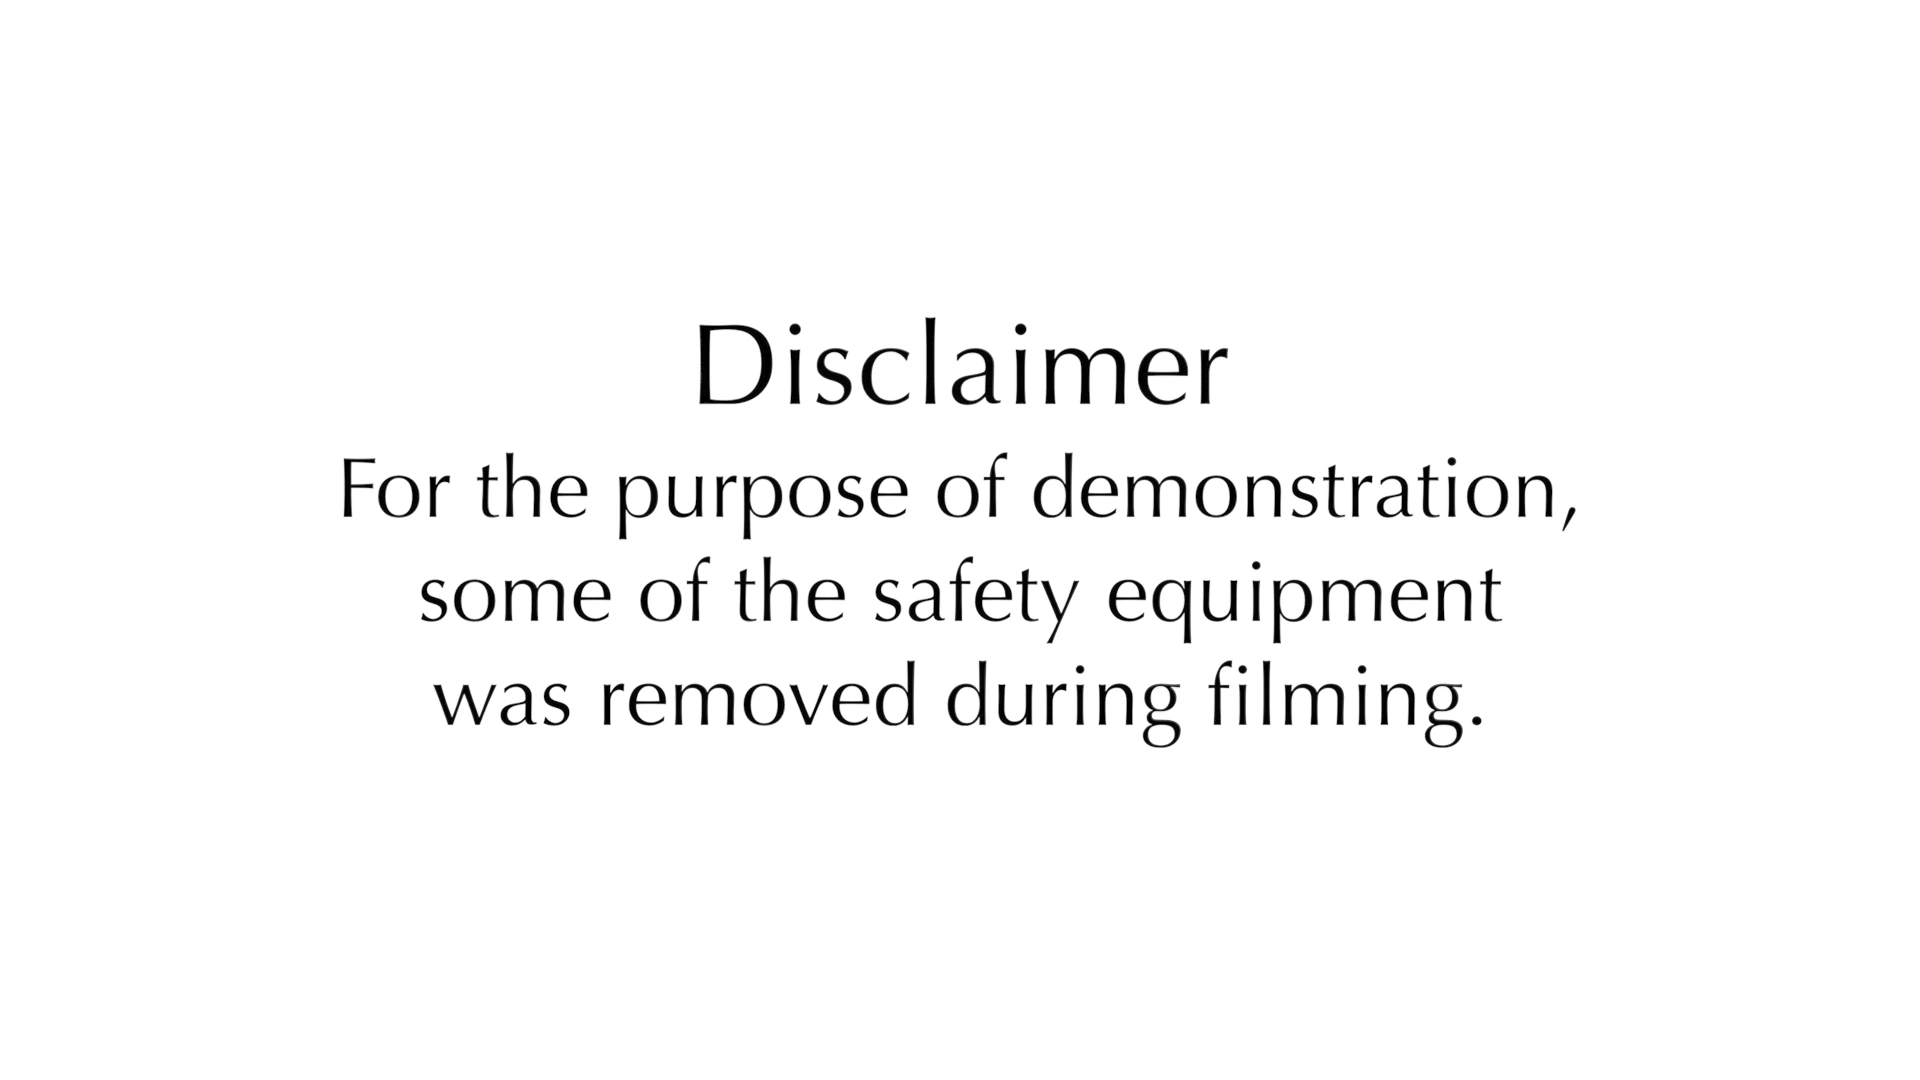 Disclaimer
For the purpose of demonstration,
some of the safety equipment
was removed during filming.